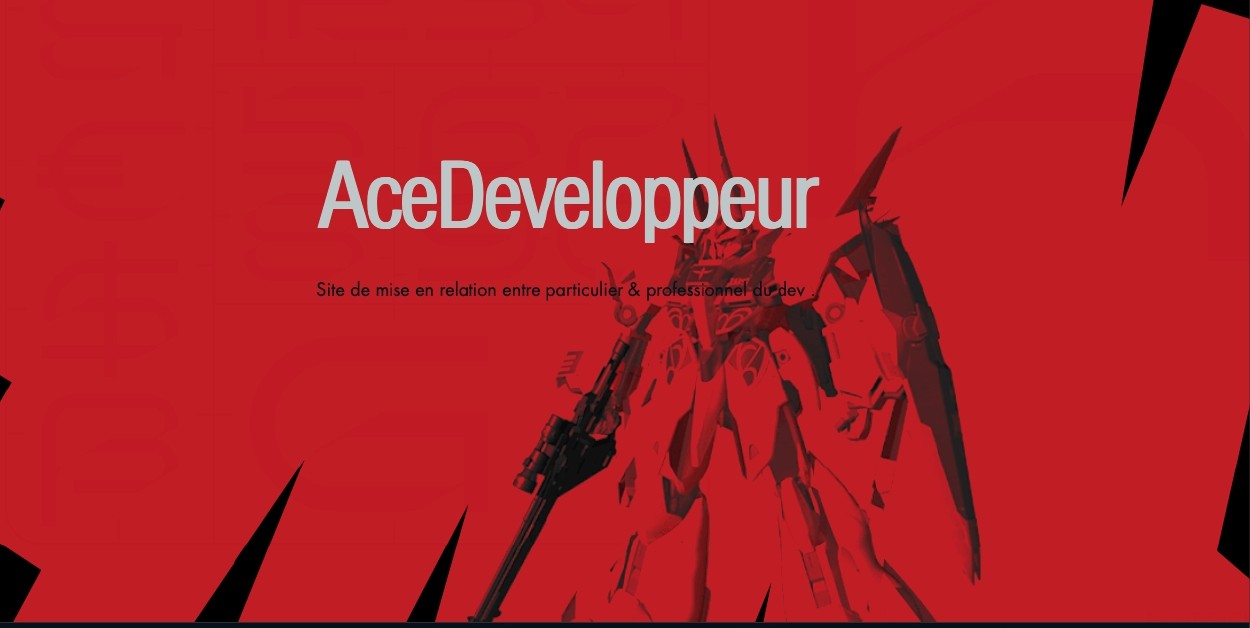 AceDeveloppeur
Site de mise en relation entre particulier & professionnel du dev .